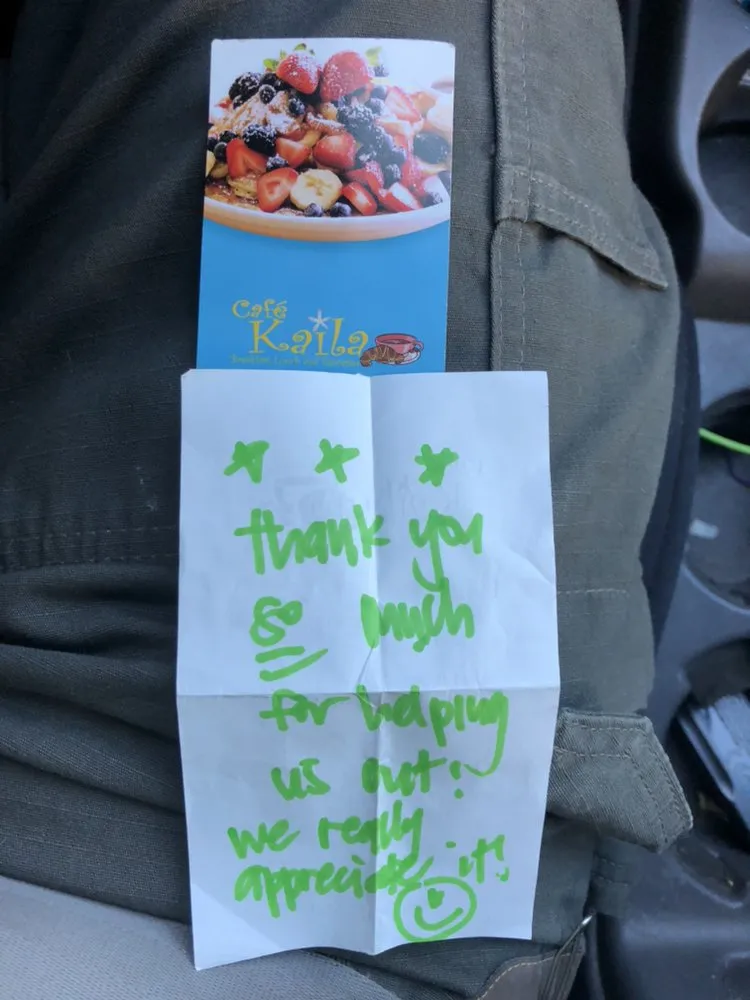 Café
Kaila
thank you
so much
for helping
us out!
we really
appreciate it!